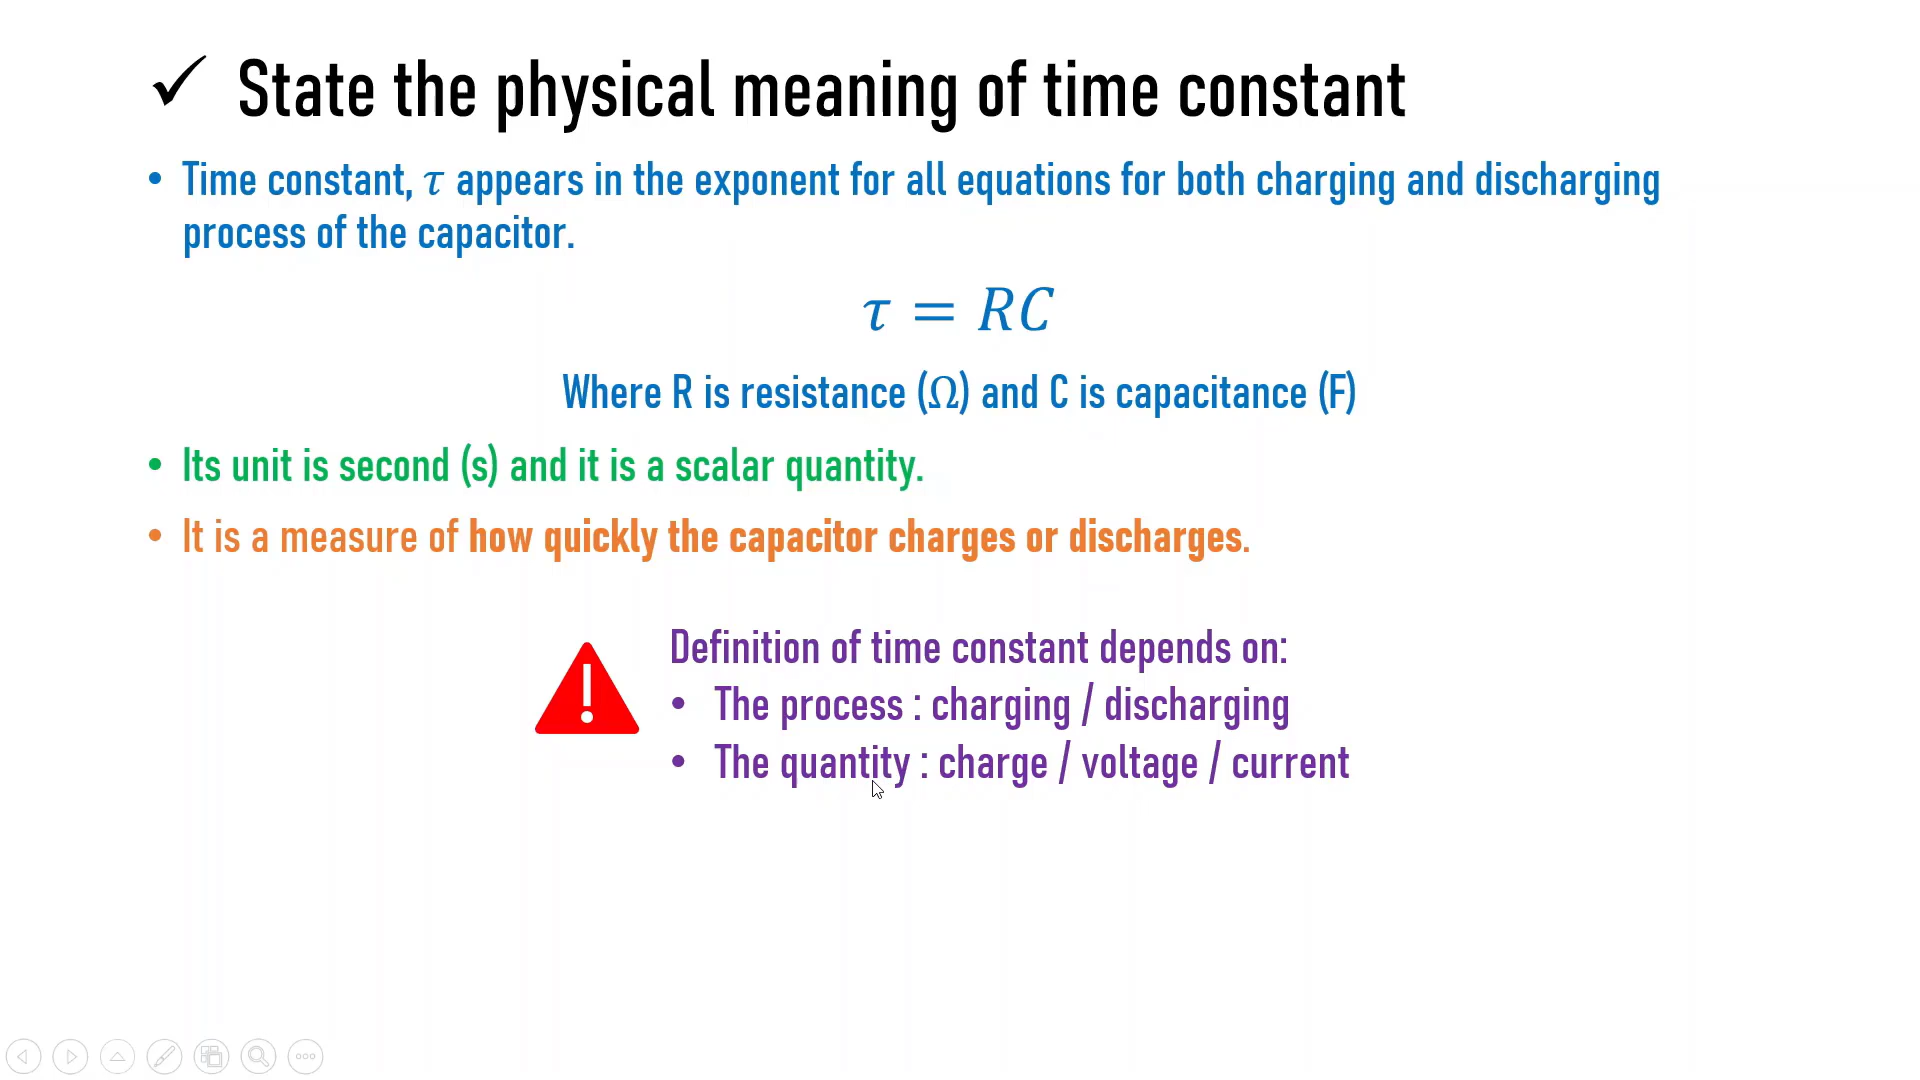 ✓ State the physical meaning of time constant
• Time constant, τ appears in the exponent for all equations for both charging and discharging
process of the capacitor.
τ = RC
Where R is resistance (Ω) and C is capacitance (F)
• Its unit is second (s) and it is a scalar quantity.
• It is a measure of how quickly the capacitor charges or discharges.
Definition of time constant depends on:
• The process : charging / discharging
• The quantity : charge / voltage / current